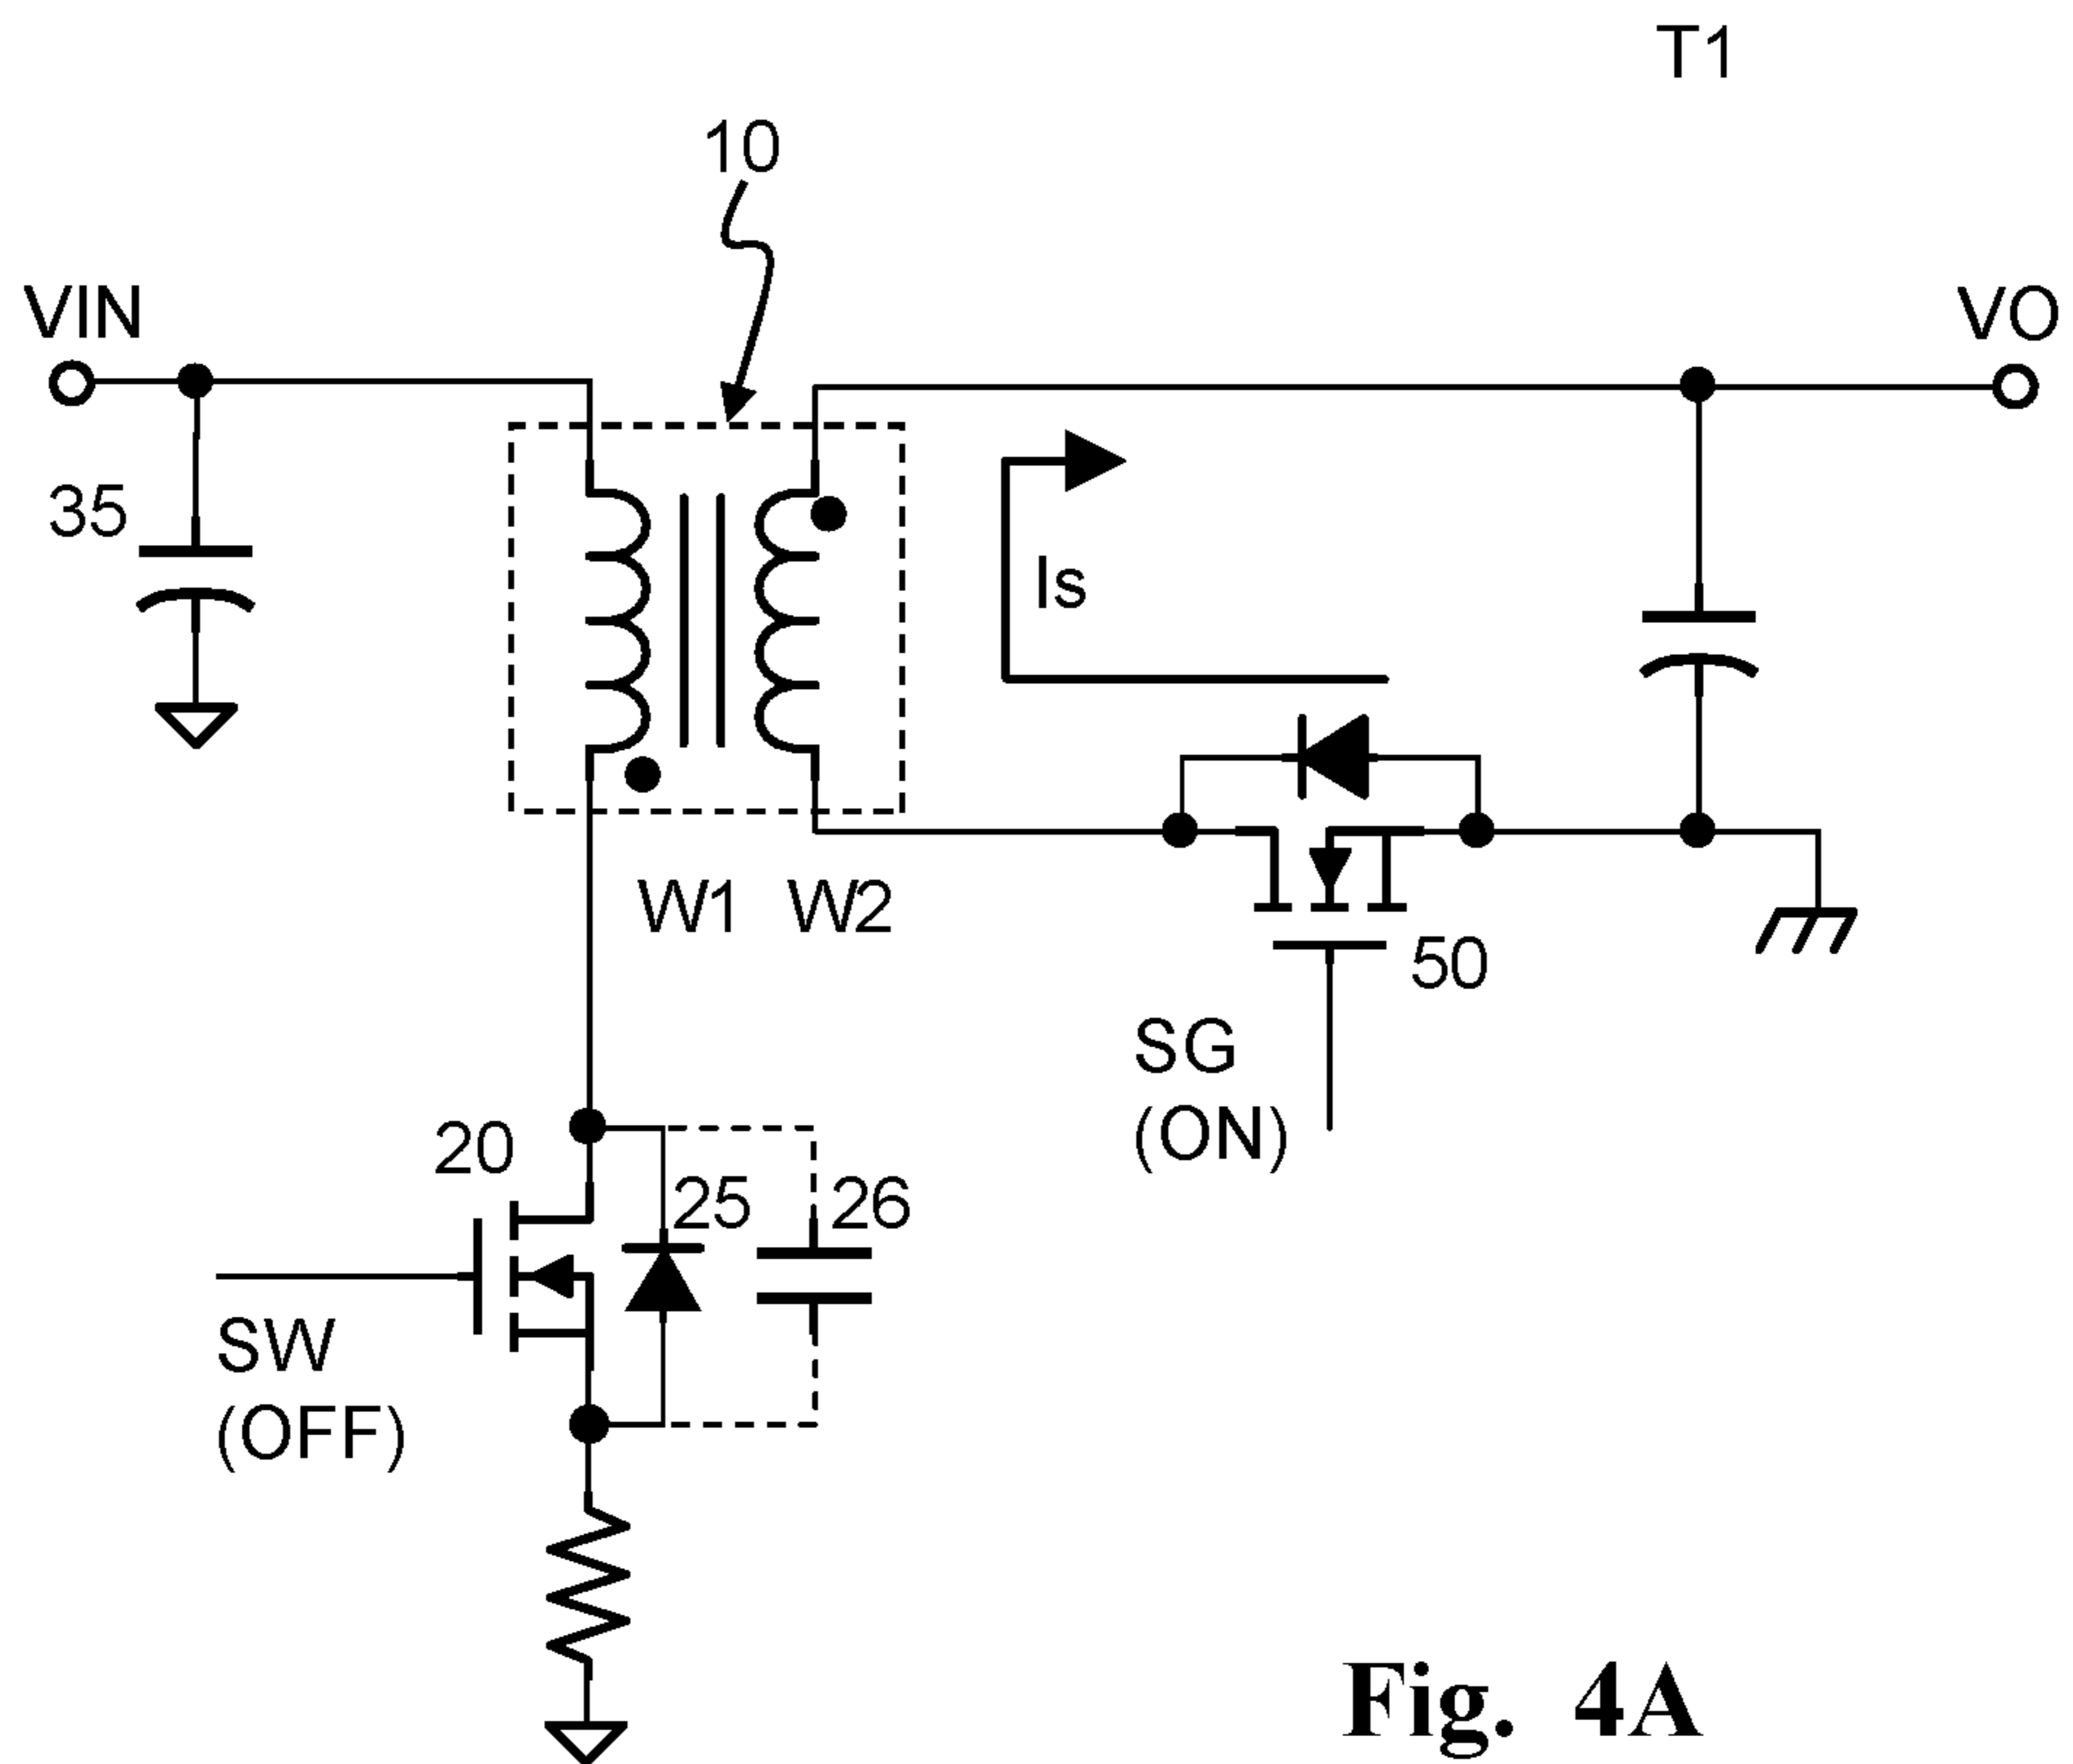 T1
10
VIN
VO
35
Is
W1 W2
50
SG
(ON)
20
25
26
SW
(OFF)
Fig. 4A